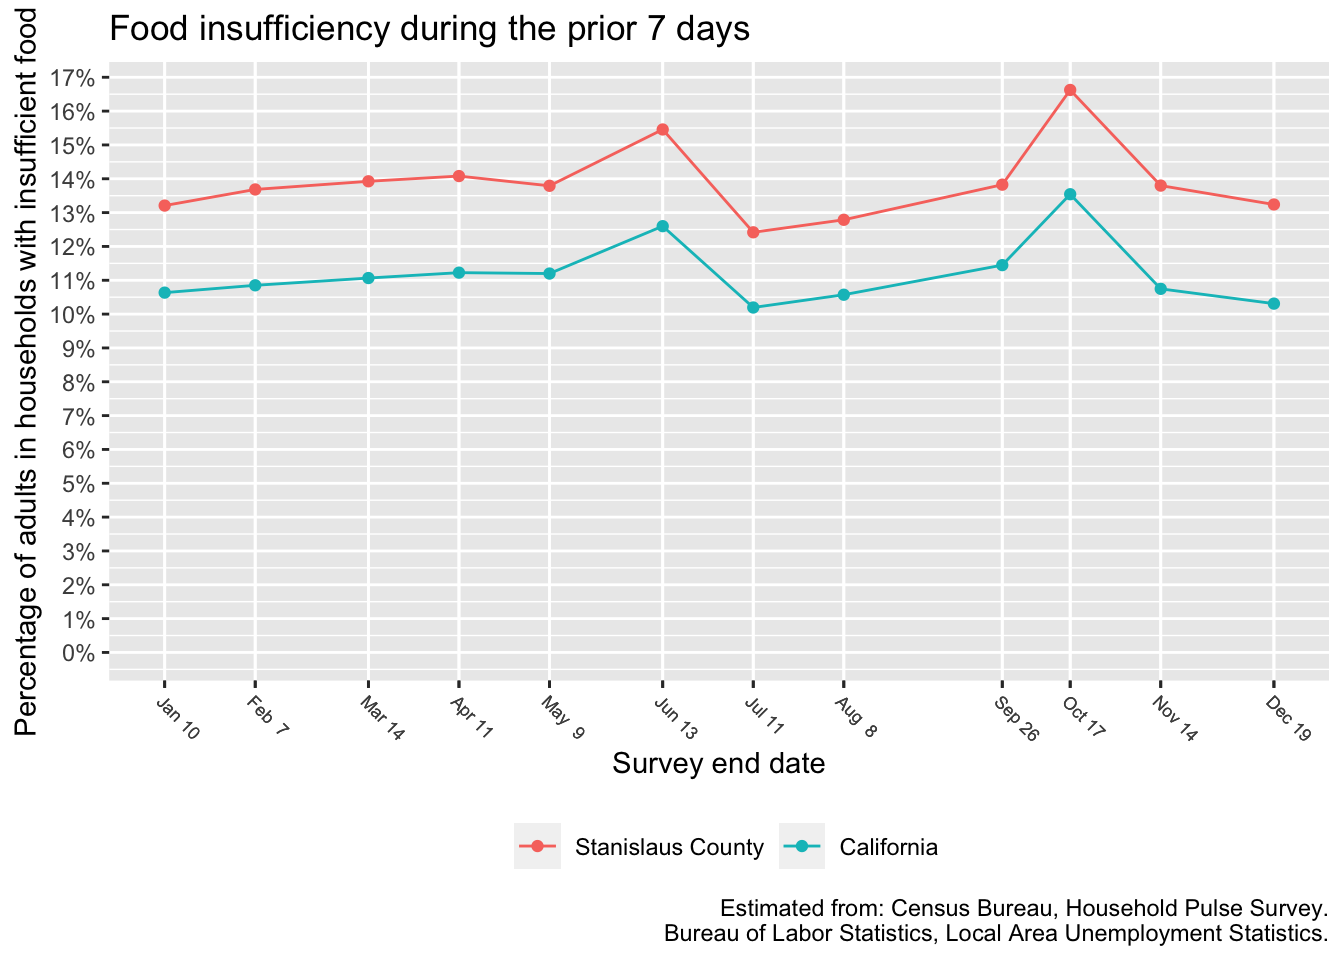 Food insufficiency during the prior 7 days
Percentage of adults in households with insufficient food
17%
16%
15%
14%
13%
12%
11%
10%
9%
8%
7%
6%
5%
4%
3%
2%
1%
0%
Jan 10
Feb 7
Mar 14
Apr 11
May 9
Jun 13
Jul 11
Aug 8
Sep 26
Oct 17
Nov 14
Dec 19
Survey end date
Stanislaus County
California
Estimated from: Census Bureau, Household Pulse Survey.
Bureau of Labor Statistics, Local Area Unemployment Statistics.